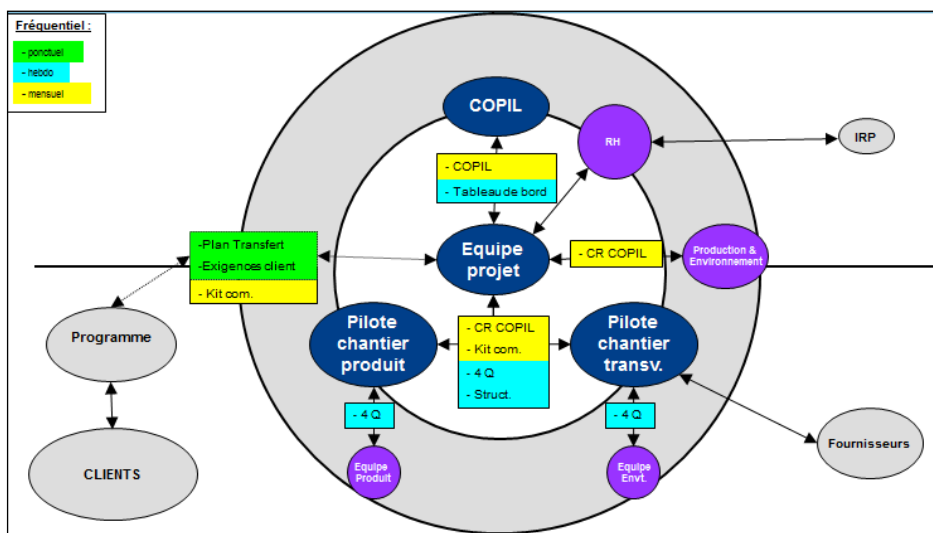 Fréquentiel :
- ponctuel
- hebdo
- mensuel
COPIL
RH
IRP
- COPIL
- Tableau de bord
-Plan Transfert
-Exigences client
- Kit com.
Equipe
projet
- CR COPIL
Production &
Environnement
Programme
Pilote
chantier
produit
- CR COPIL
- Kit com.
- 4 Q
- Struct.
Pilote
chantier
transv.
- 4 Q
- 4 Q
CLIENTS
Equipe
Produit
Equipe
Envt.
Fournisseurs